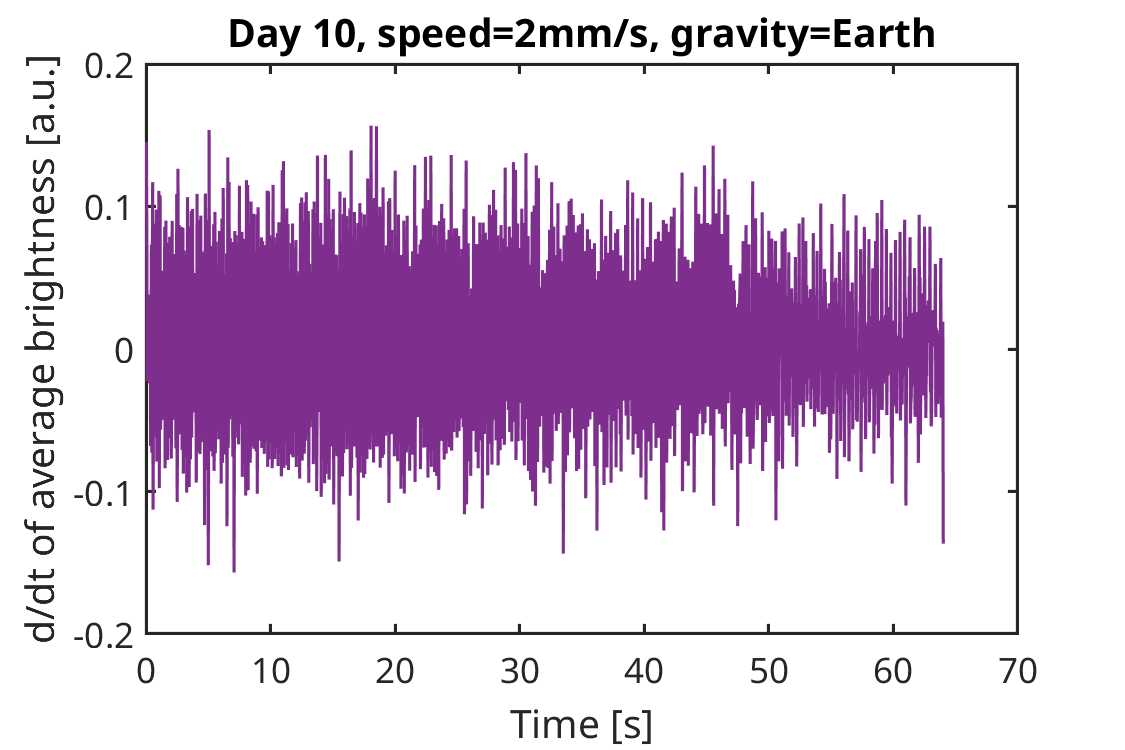 Day 10, speed=2mm/s, gravity=Earth
d/dt of average brightness [a.u.]
0.2
0.1
0
-0.1
-0.2
0 10 20 30 40 50 60 70
Time [s]